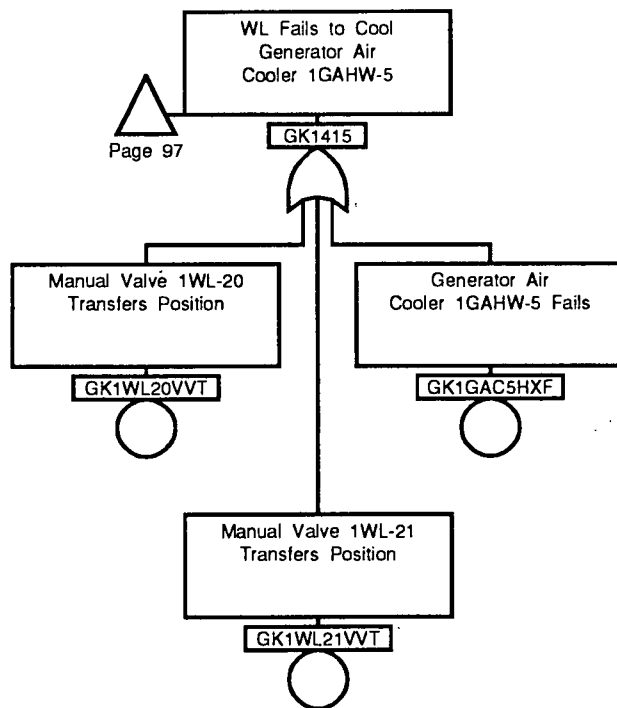 WL Fails to Cool
Generator Air
Cooler 1GAHW-5
Page 97
GK1415
Manual Valve 1WL-20
Transfers Position
GK1WL20VVT
Generator Air
Cooler 1GAHW-5 Fails
GK1GAC5HXF
Manual Valve 1WL-21
Transfers Position
GK1WL21VVT